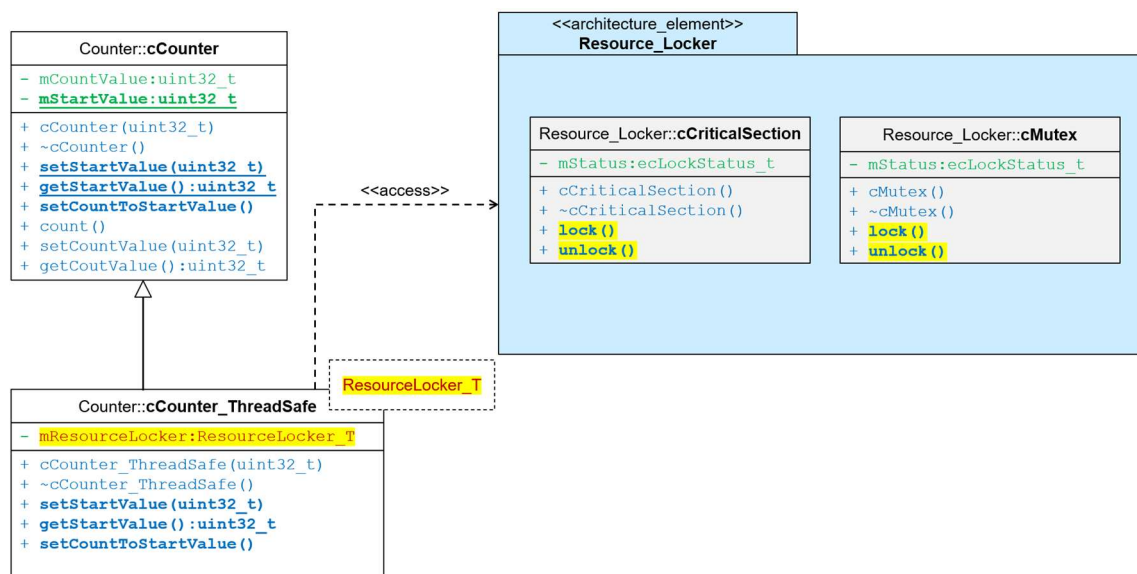 Counter::cCounter
- mCountValue:uint32_t
- mStartValue:uint32_t
+ cCounter(uint32_t)
+ ~cCounter()
+ setStartValue(uint32_t)
+ getStartValue():uint32_t
+ setCountToStartValue()
+ count()
+ setCountValue(uint32_t)
+ getCoutValue():uint32_t
<<access>>
<<architecture_element>>
Resource_Locker
Resource_Locker::cCriticalSection
- mStatus:ecLockStatus_t
+ cCriticalSection()
+ ~cCriticalSection()
+ lock()
+ unlock()
Resource_Locker::cMutex
- mStatus:ecLockStatus_t
+ cMutex()
+ ~cMutex()
+ lock()
+ unlock()
ResourceLocker_T
Counter::cCounter_ThreadSafe
- mResourceLocker:ResourceLocker_T
+ cCounter_ThreadSafe(uint32_t)
+ ~cCounter_ThreadSafe()
+ setStartValue(uint32_t)
+ getStartValue():uint32_t
+ setCountToStartValue()